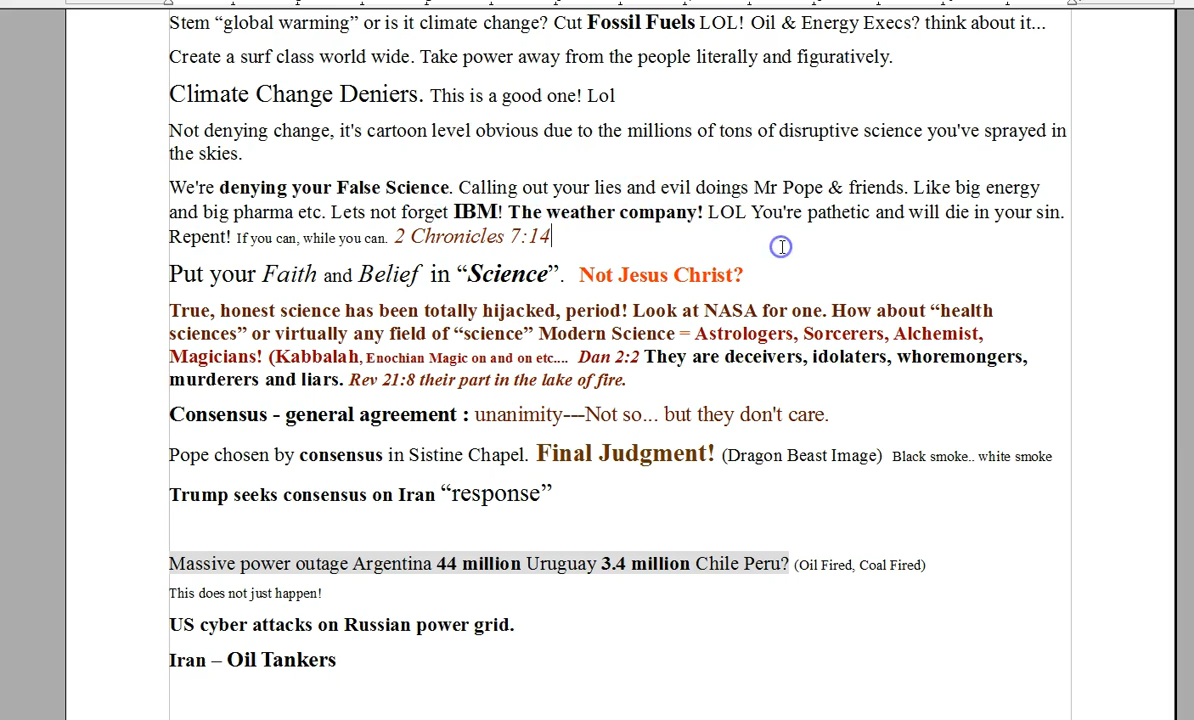 Stem “global warming” or is it climate change? Cut Fossil Fuels LOL! Oil & Energy Execs? think about it...
Create a surf class world wide. Take power away from the people literally and figuratively.
Climate Change Deniers. This is a good one! Lol
Not denying change, it's cartoon level obvious due to the millions of tons of disruptive science you've sprayed in
the skies.
We're denying your False Science. Calling out your lies and evil doings Mr Pope & friends. Like big energy
and big pharma etc. Lets not forget IBM! The weather company! LOL You're pathetic and will die in your sin.
Repent! If you can, while you can. 2 Chronicles 7:14
Put your Faith and Belief in “Science”. Not Jesus Christ?
True, honest science has been totally hijacked, period! Look at NASA for one. How about “health
sciences” or virtually any field of “science” Modern Science = Astrologers, Sorcerers, Alchemist,
Magicians! (Kabbalah, Enochian Magic on and on etc.... Dan 2:2 They are deceivers, idolaters, whoremongers,
murderers and liars. Rev 21:8 their part in the lake of fire.
Consensus - general agreement : unanimity---Not so... but they don't care.
Pope chosen by consensus in Sistine Chapel. Final Judgment! (Dragon Beast Image) Black smoke.. white smoke
Trump seeks consensus on Iran “response”
Massive power outage Argentina 44 million Uruguay 3.4 million Chile Peru? (Oil Fired, Coal Fired)
This does not just happen!
US cyber attacks on Russian power grid.
Iran – Oil Tankers